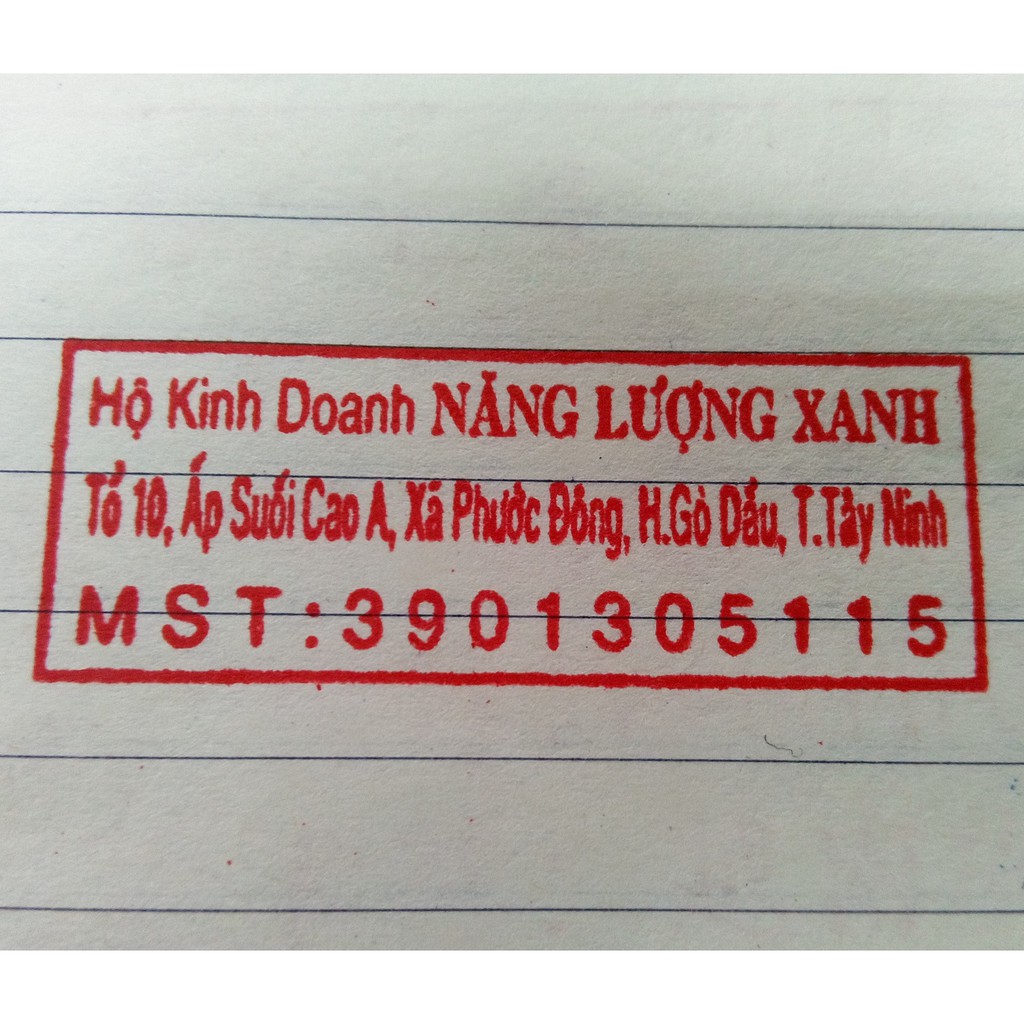 Hộ Kinh Doanh NĂNG LƯỢNG XANH
Tổ 10, Ấp Suối Cao A, Xã Phước Đông, H.Gò Dầu, T.Tây Ninh
MST:3901305115